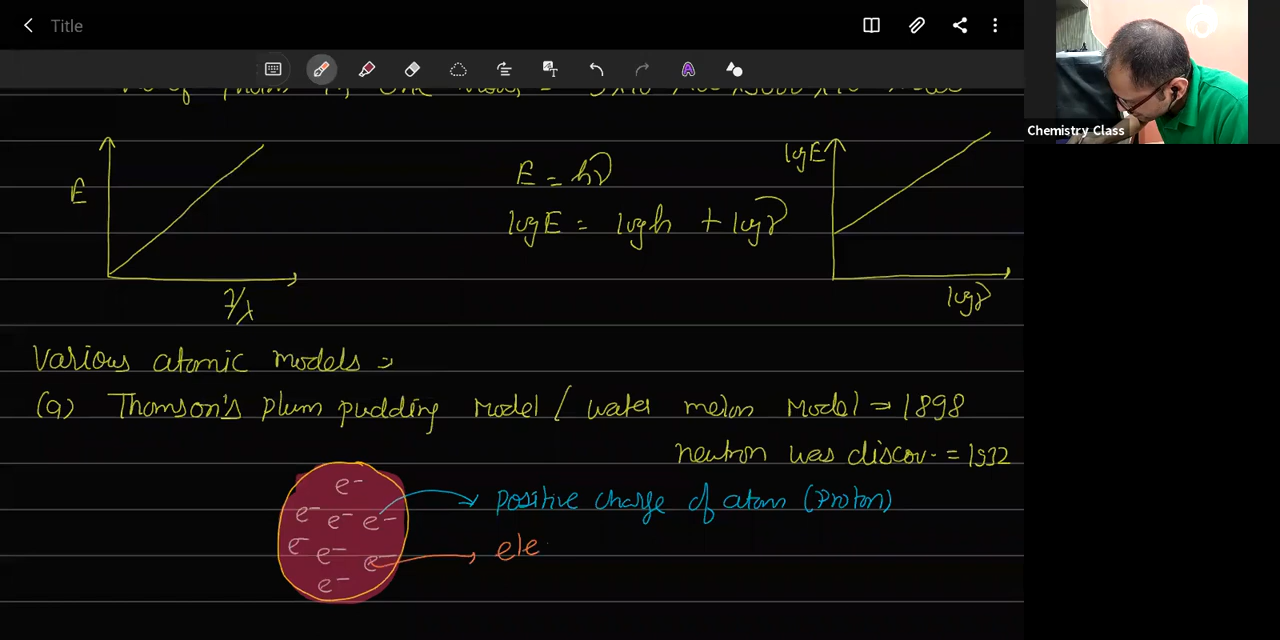 Title
Chemistry Class
E
1/λ
E = hν
log E = log h + log ν
log E
log ν
Various atomic models ⇒
(a) Thomson's plum pudding model / water melon model ⇒ 1898
neutron was discov.. = 1932
e⁻
e⁻ e⁻ e⁻
e⁻ e⁻ e⁻
e⁻
positive charge of atom (Proton)
ele